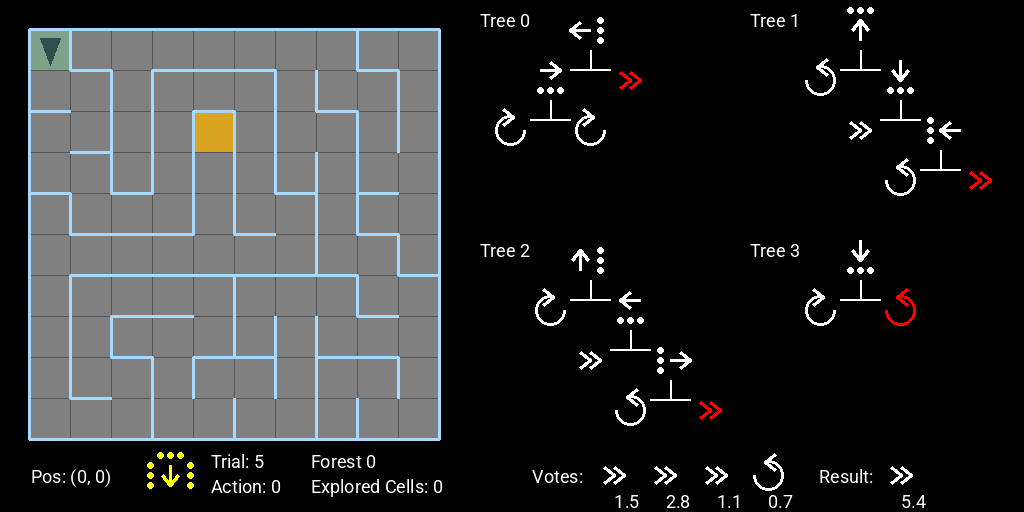 Tree 0
Tree 1
Tree 2
Tree 3
Pos: (0, 0)
Trial: 5
Forest 0
Action: 0
Explored Cells: 0
Votes:
1.5
2.8
1.1
0.7
Result:
5.4